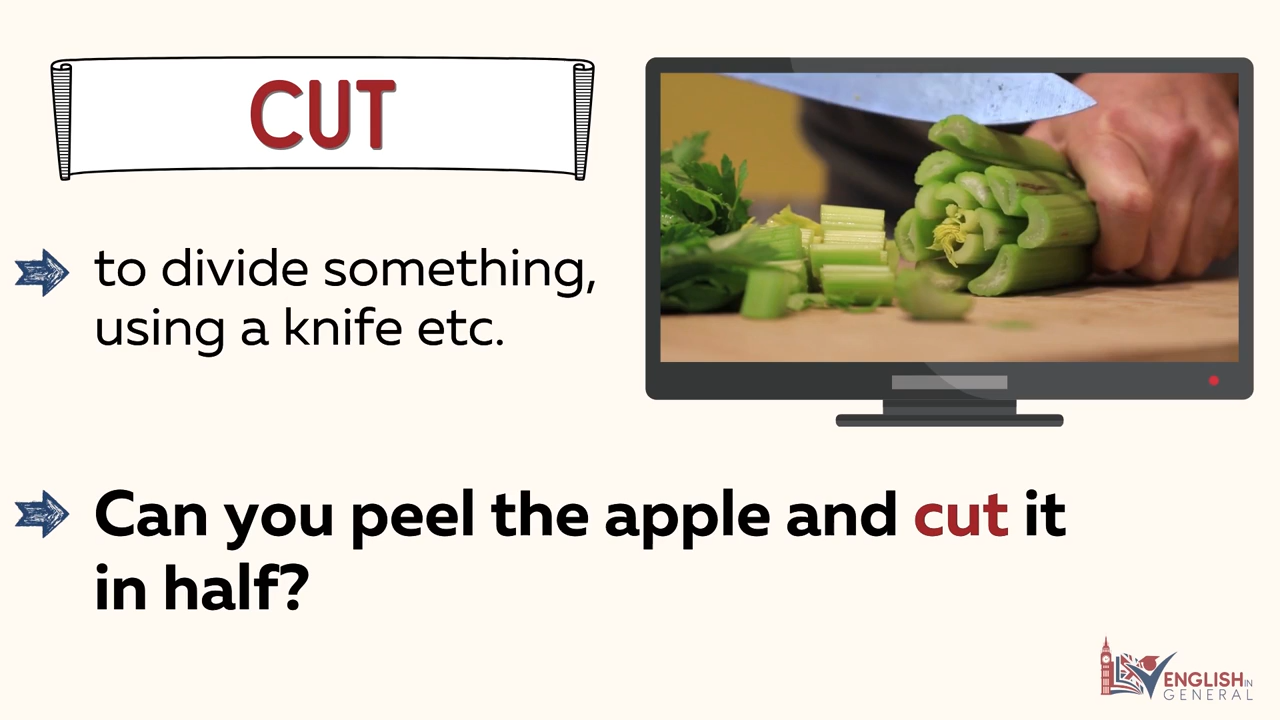 CUT
to divide something,
using a knife etc.
Can you peel the apple and cut it
in half?
ENGLISH IN
GENERAL